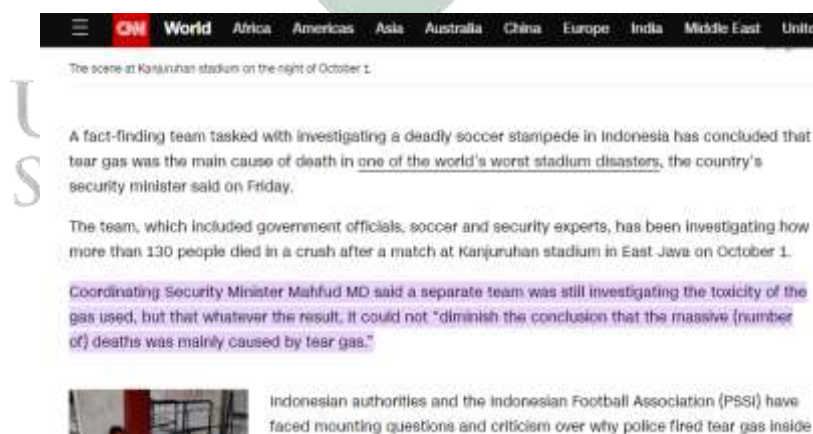 CNN World Africa Americas Asia Australia China Europe India Middle East Unite
The scene at Kanjuruhan stadium on the night of October 1.
A fact-finding team tasked with investigating a deadly soccer stampede in Indonesia has concluded that
tear gas was the main cause of death in one of the world's worst stadium disasters, the country's
security minister said on Friday.
The team, which included government officials, soccer and security experts, has been investigating how
more than 130 people died in a crush after a match at Kanjuruhan stadium in East Java on October 1.
Coordinating Security Minister Mahfud MD said a separate team was still investigating the toxicity of the
gas used, but that whatever the result, it could not "diminish the conclusion that the massive (number
of) deaths was mainly caused by tear gas."
Indonesian authorities and the Indonesian Football Association (PSSI) have
faced mounting questions and criticism over why police fired tear gas inside
U
S